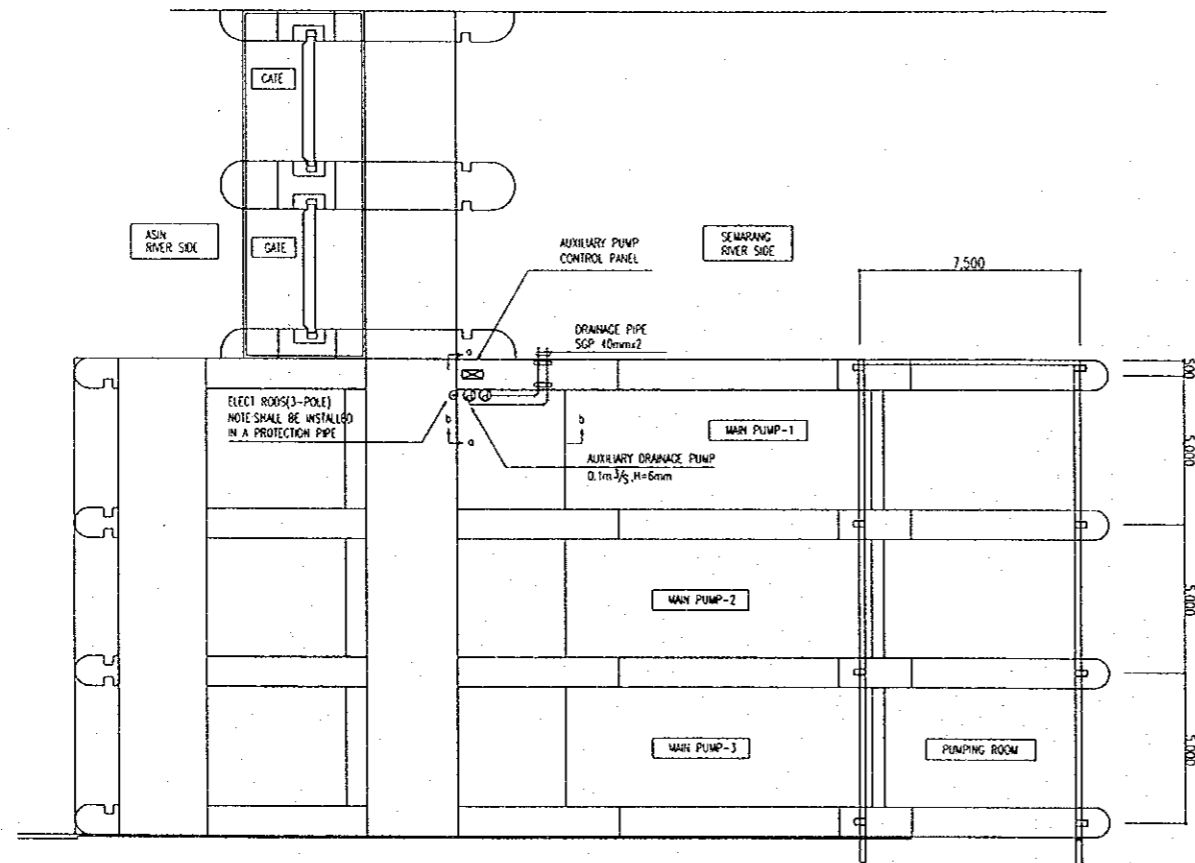 GATE
ASIN
RIVER SIDE
GATE
AUXILIARY PUMP
CONTROL PANEL
SEMARANG
RIVER SIDE
7,500
DRAINAGE PIPE
SGP 40mmx2
a
500
ELECT RODS(3-POLE)
NOTE:SHALL BE INSTALLED
IN A PROTECTION PIPE
b
b
a
MAIN PUMP-1
5,000
AUXILIARY DRAINAGE PUMP
0.1m³/S,H=6mm
MAIN PUMP-2
5,000
MAIN PUMP-3
PUMPING ROOM
5,000